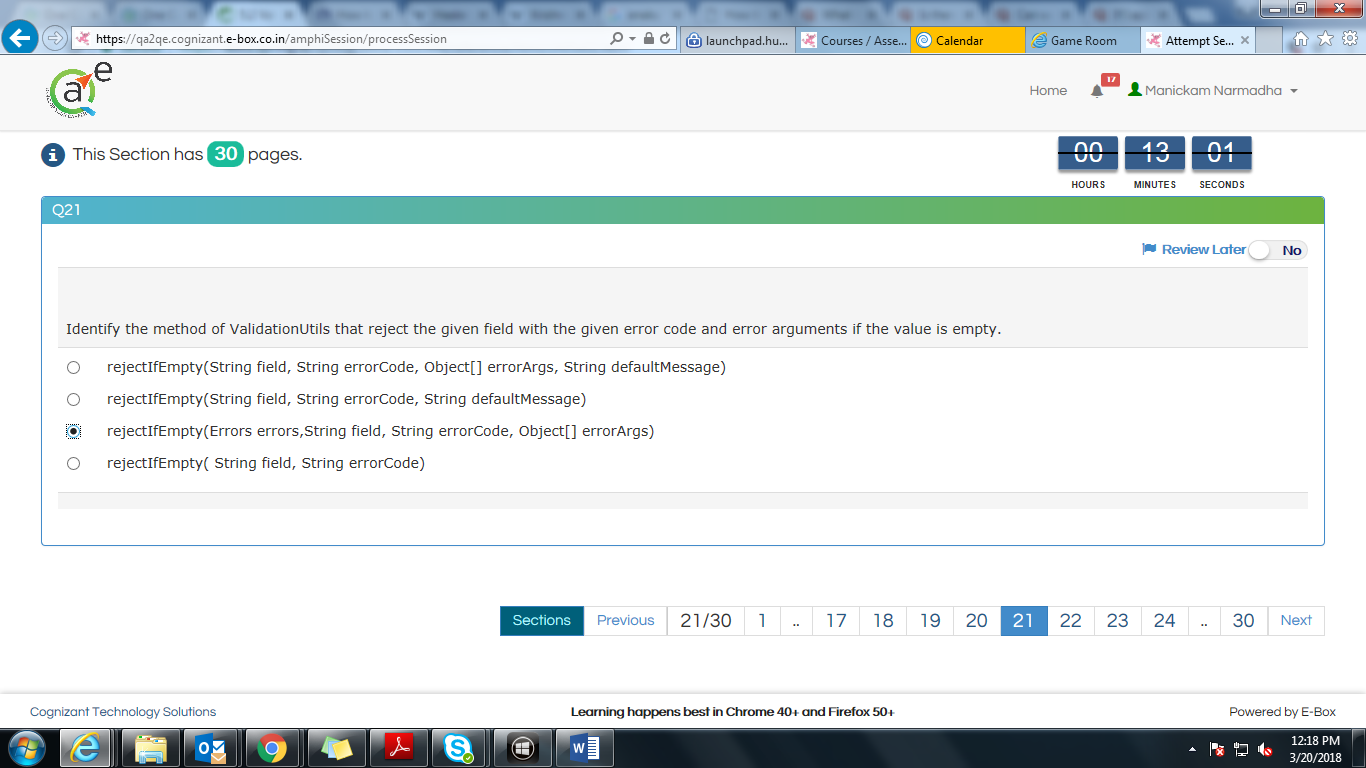 https://qa2qe.cognizant.e-box.co.in/amphiSession/processSession
launchpad.hu...
Courses / Asse...
Calendar
Game Room
Attempt Se...
a e
Home
17
Manickam Narmadha
This Section has 30 pages.
00 13 01
HOURS MINUTES SECONDS
Q21
Review Later No
Identify the method of ValidationUtils that reject the given field with the given error code and error arguments if the value is empty.
rejectIfEmpty(String field, String errorCode, Object[] errorArgs, String defaultMessage)
rejectIfEmpty(String field, String errorCode, String defaultMessage)
rejectIfEmpty(Errors errors,String field, String errorCode, Object[] errorArgs)
rejectIfEmpty( String field, String errorCode)
Sections Previous 21/30 1 .. 17 18 19 20 21 22 23 24 .. 30 Next
Cognizant Technology Solutions
Learning happens best in Chrome 40+ and Firefox 50+
Powered by E-Box
12:18 PM
3/20/2018